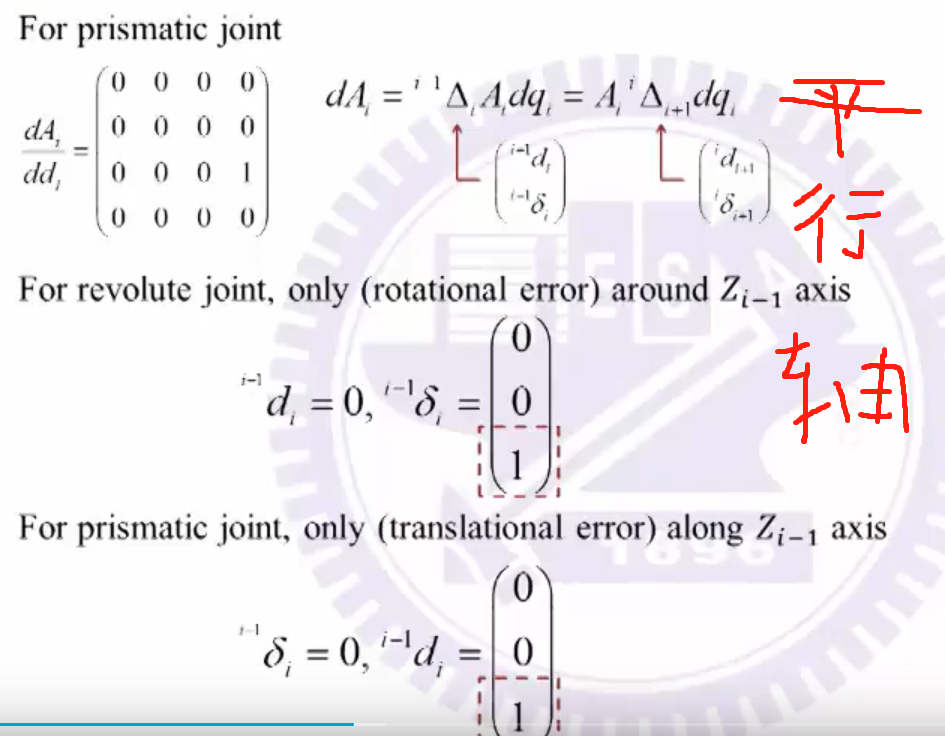 For prismatic joint
dA_i/dd_i = (0 0 0 0; 0 0 0 0; 0 0 0 1; 0 0 0 0)
dA_i = ^{i-1}Δ_i A_i dq_i = A_i ^iΔ_{i+1} dq_i
(^{i-1}d_i; ^{i-1}δ_i)
(^id_{i+1}; ^iδ_{i+1})
平
行
轴
For revolute joint, only (rotational error) around Z_{i−1} axis
^{i-1}d_i = 0, ^{i-1}δ_i = (0; 0; 1)
For prismatic joint, only (translational error) along Z_{i−1} axis
^{i-1}δ_i = 0, ^{i-1}d_i = (0; 0; 1)
ESA
1896